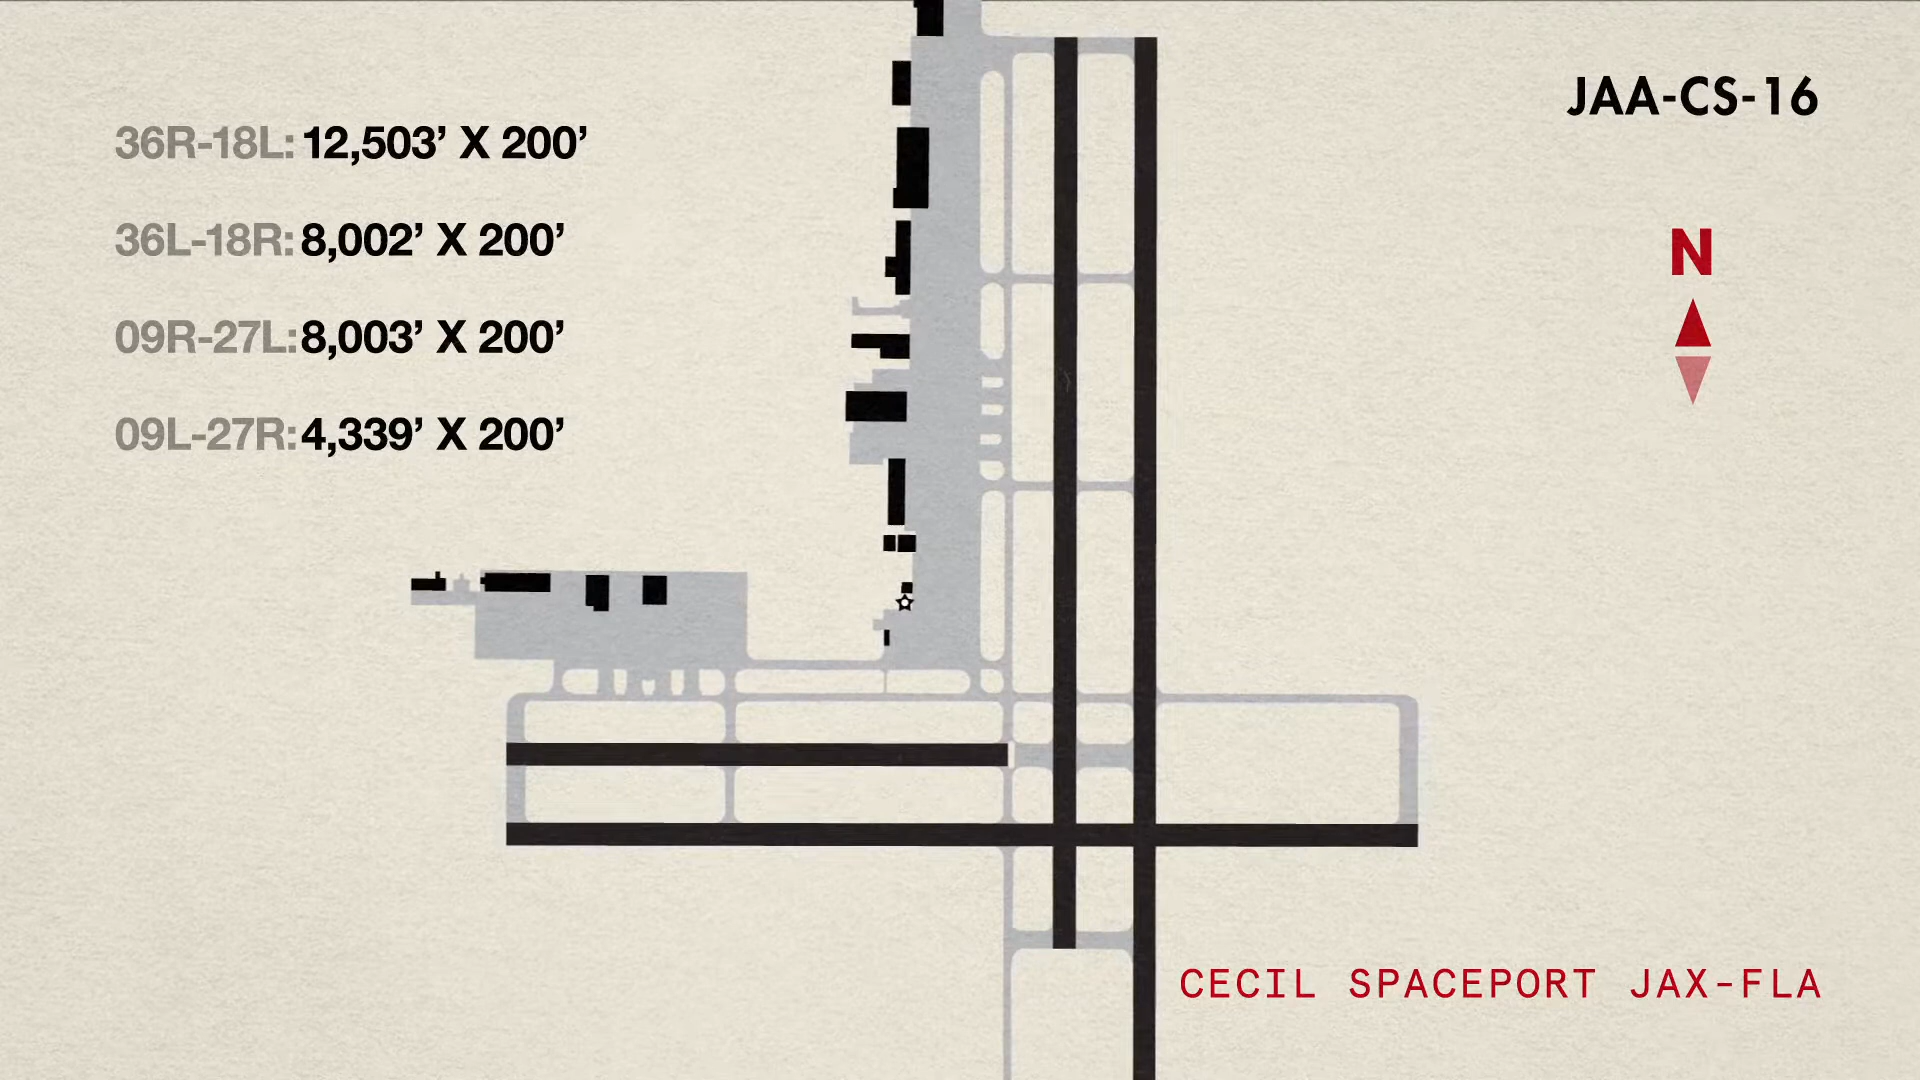 JAA-CS-16
36R-18L: 12,503’ X 200’
36L-18R: 8,002’ X 200’
09R-27L: 8,003’ X 200’
09L-27R: 4,339’ X 200’
N
CECIL SPACEPORT JAX-FLA